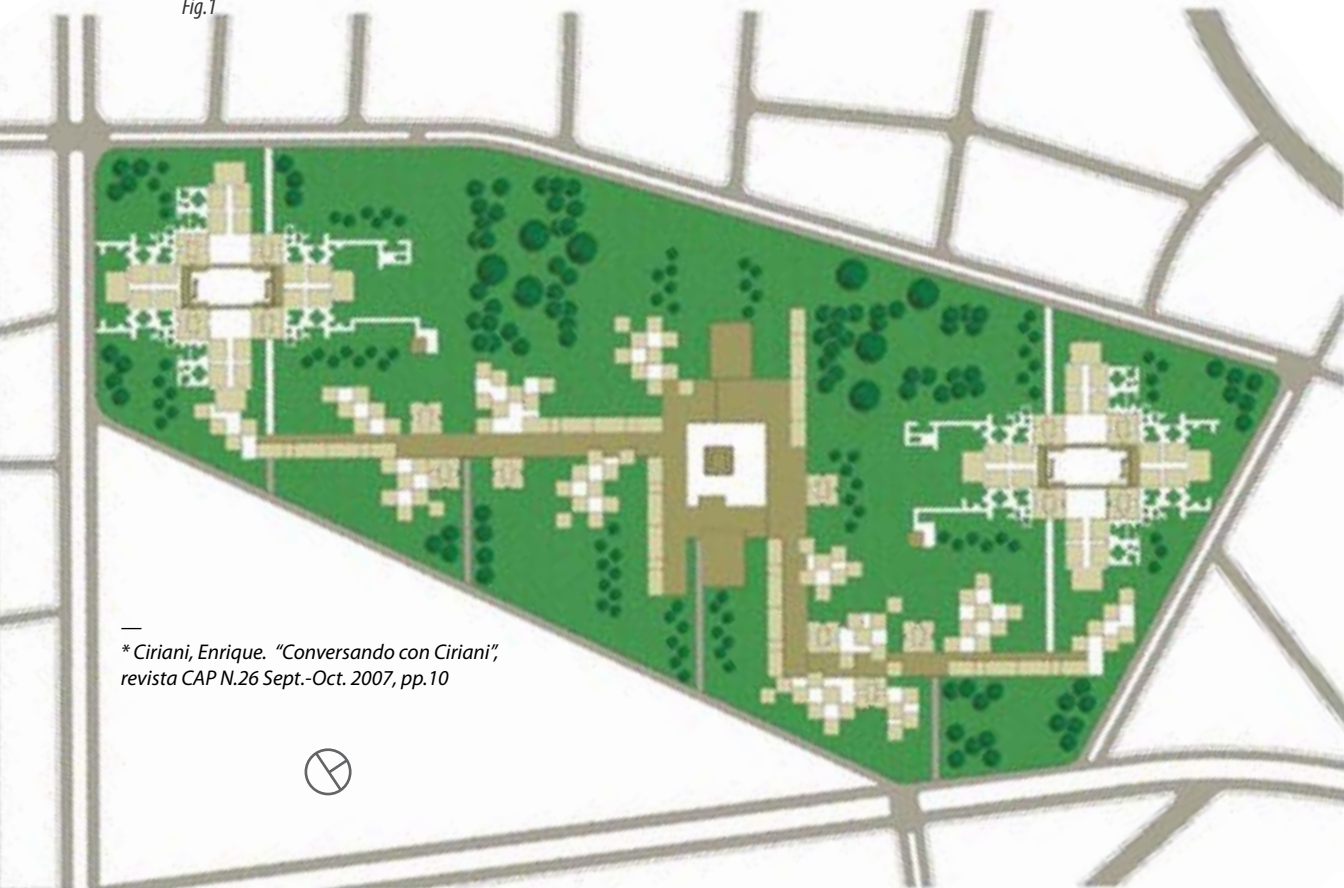 Fig.1
—
* Ciriani, Enrique. “Conversando con Ciriani”,
revista CAP N.26 Sept.-Oct. 2007, pp.10